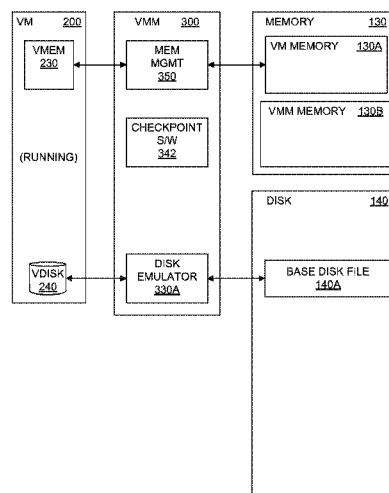 VM 200
VMEM
230
(RUNNING)
VDISK
240
VMM 300
MEM
MGMT
350
CHECKPOINT
S/W
342
DISK
EMULATOR
330A
MEMORY 130
VM MEMORY 130A
VMM MEMORY 130B
DISK 140
BASE DISK FILE
140A